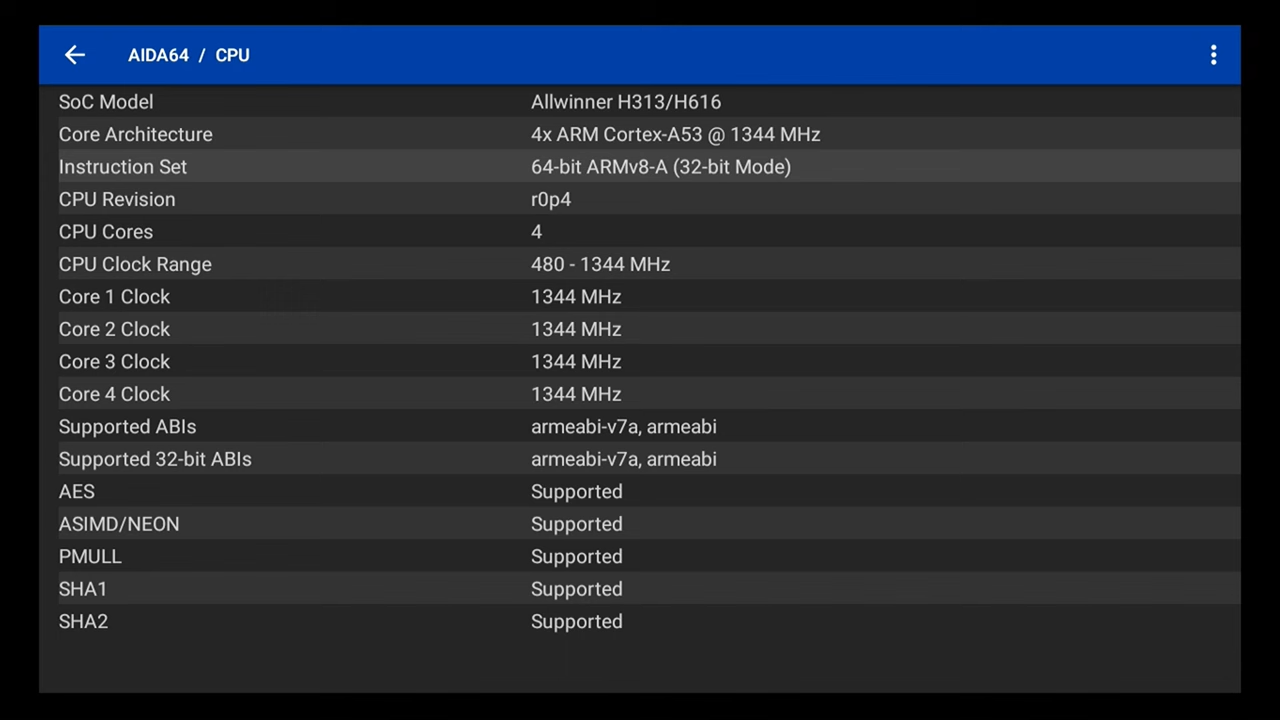 AIDA64 / CPU
SoC Model Allwinner H313/H616
Core Architecture 4x ARM Cortex-A53 @ 1344 MHz
Instruction Set 64-bit ARMv8-A (32-bit Mode)
CPU Revision r0p4
CPU Cores 4
CPU Clock Range 480 - 1344 MHz
Core 1 Clock 1344 MHz
Core 2 Clock 1344 MHz
Core 3 Clock 1344 MHz
Core 4 Clock 1344 MHz
Supported ABIs armeabi-v7a, armeabi
Supported 32-bit ABIs armeabi-v7a, armeabi
AES Supported
ASIMD/NEON Supported
PMULL Supported
SHA1 Supported
SHA2 Supported